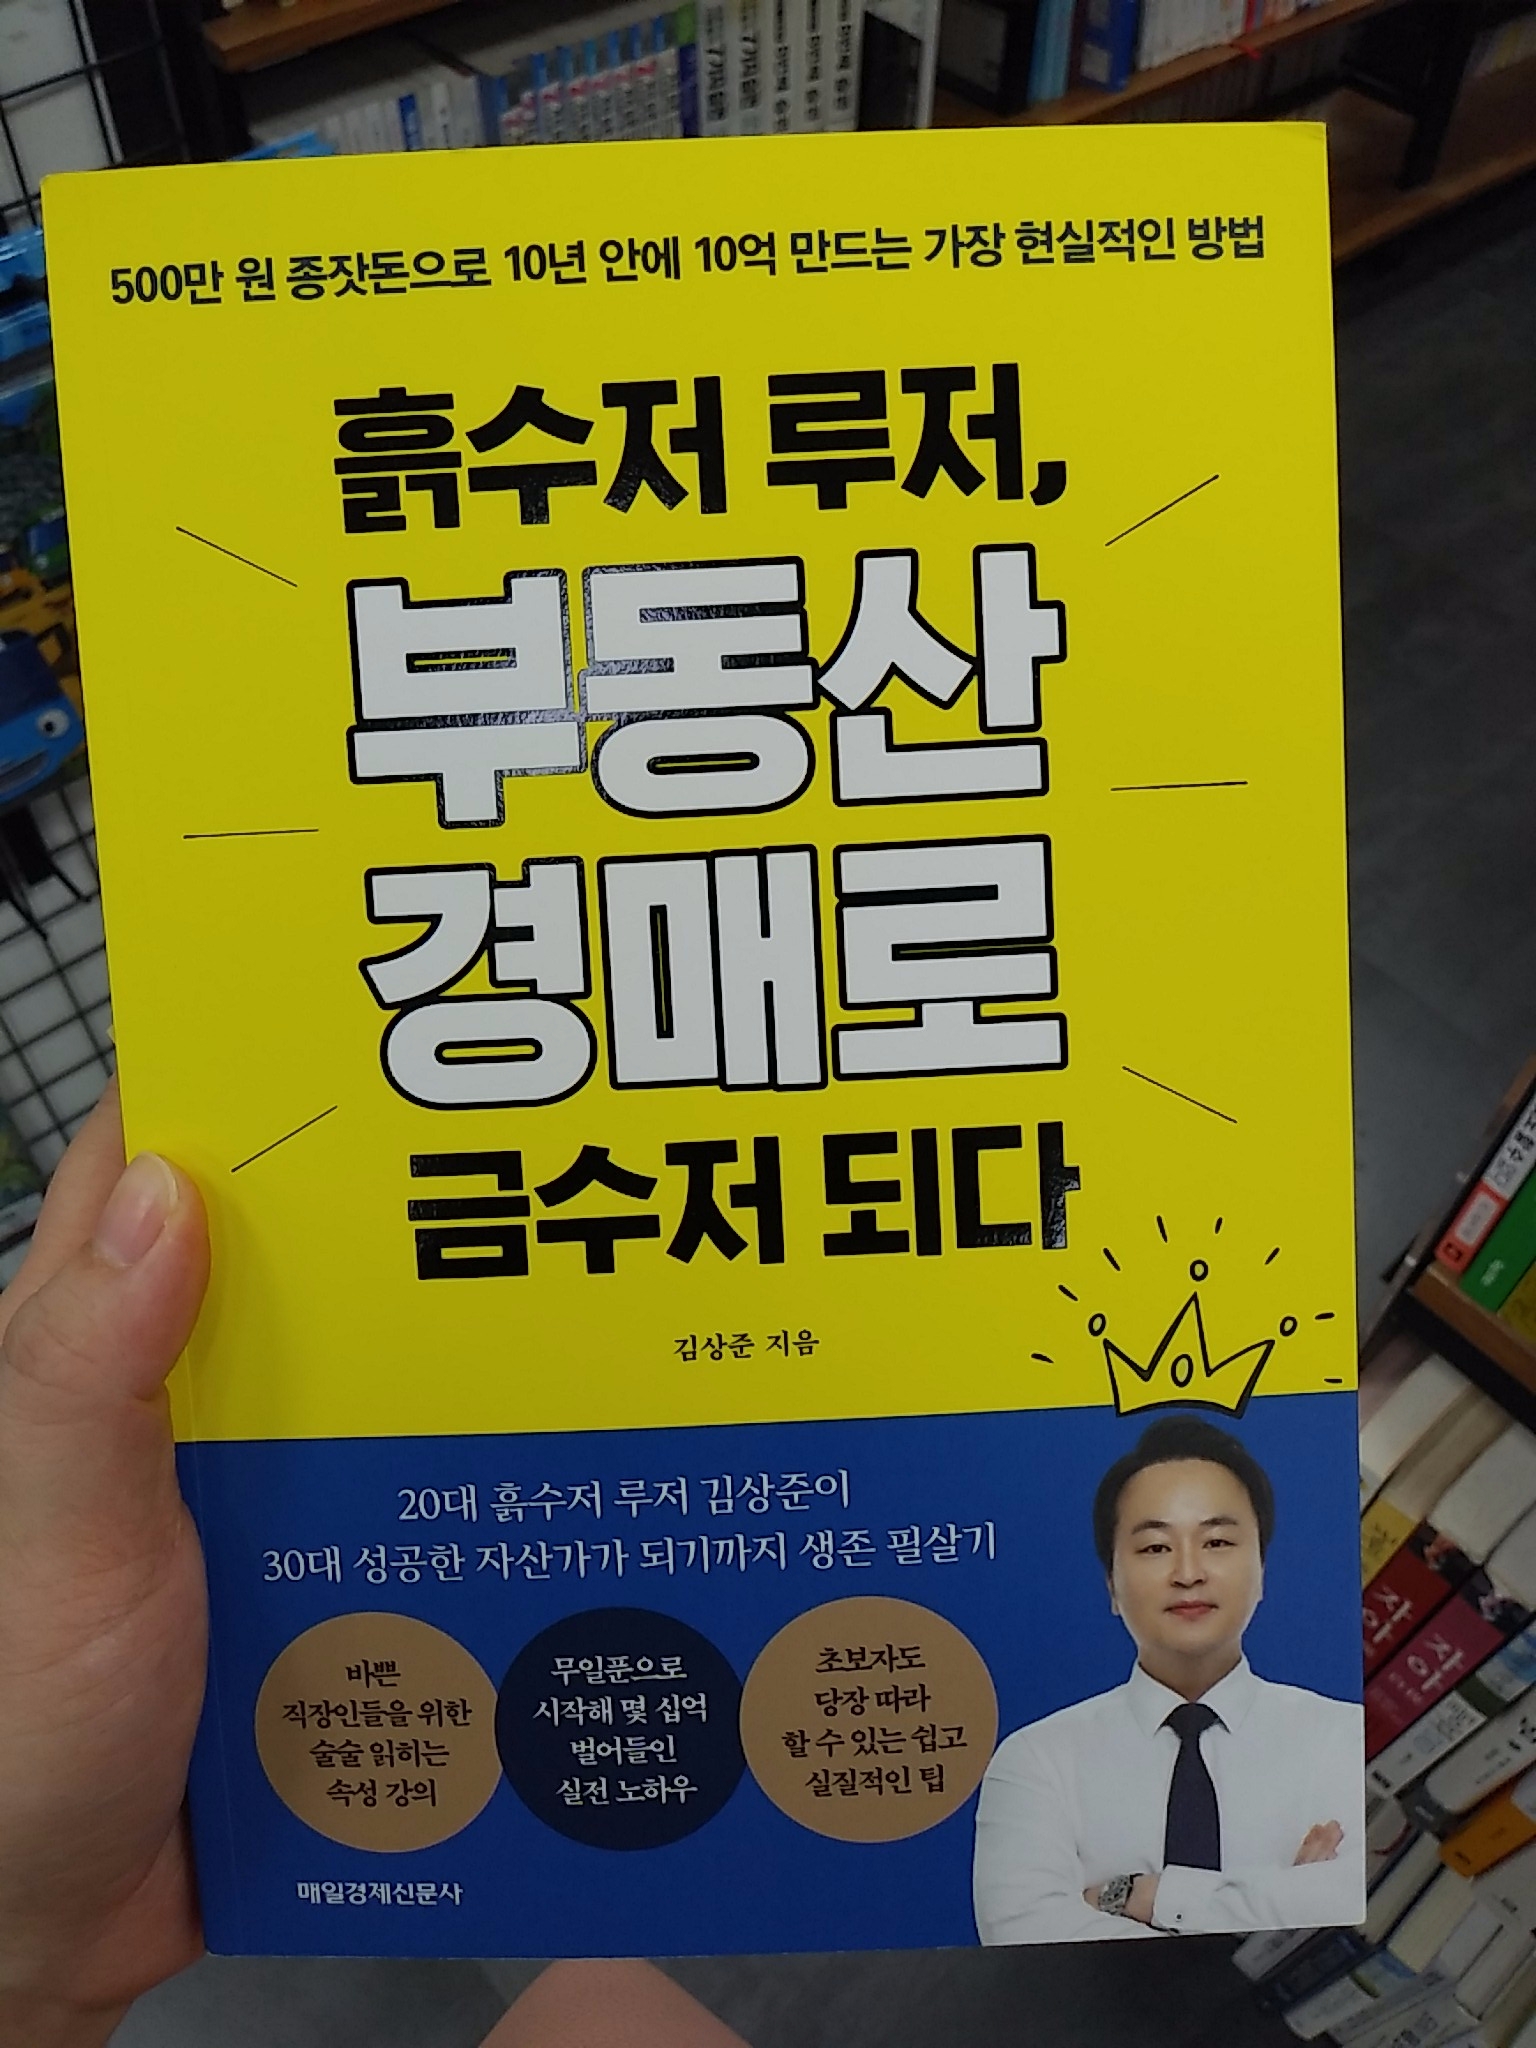 500만 원 종잣돈으로 10년 안에 10억 만드는 가장 현실적인 방법
흙수저 루저,
부동산
경매로
금수저 되다
김상준 지음
20대 흙수저 루저 김상준이
30대 성공한 자산가가 되기까지 생존 필살기
바쁜
직장인들을 위한
술술 읽히는
속성 강의
무일푼으로
시작해 몇 십억
벌어들인
실전 노하우
초보자도
당장 따라
할 수 있는 쉽고
실질적인 팁
매일경제신문사